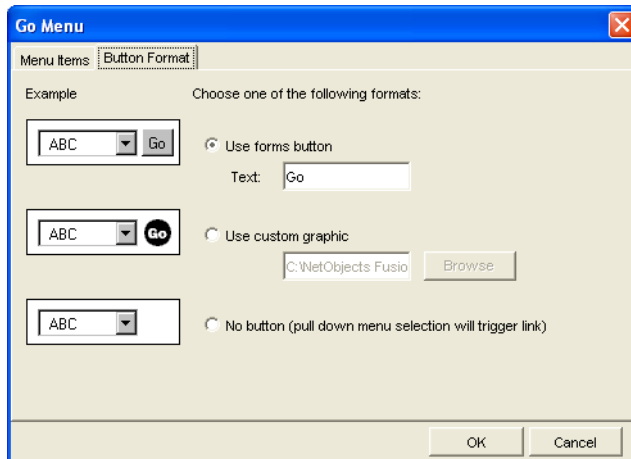 Go Menu
Menu Items Button Format
Example Choose one of the following formats:
ABC Go Use forms button
Text: Go
ABC Go Use custom graphic
C:\NetObjects Fusio Browse
ABC No button (pull down menu selection will trigger link)
OK Cancel